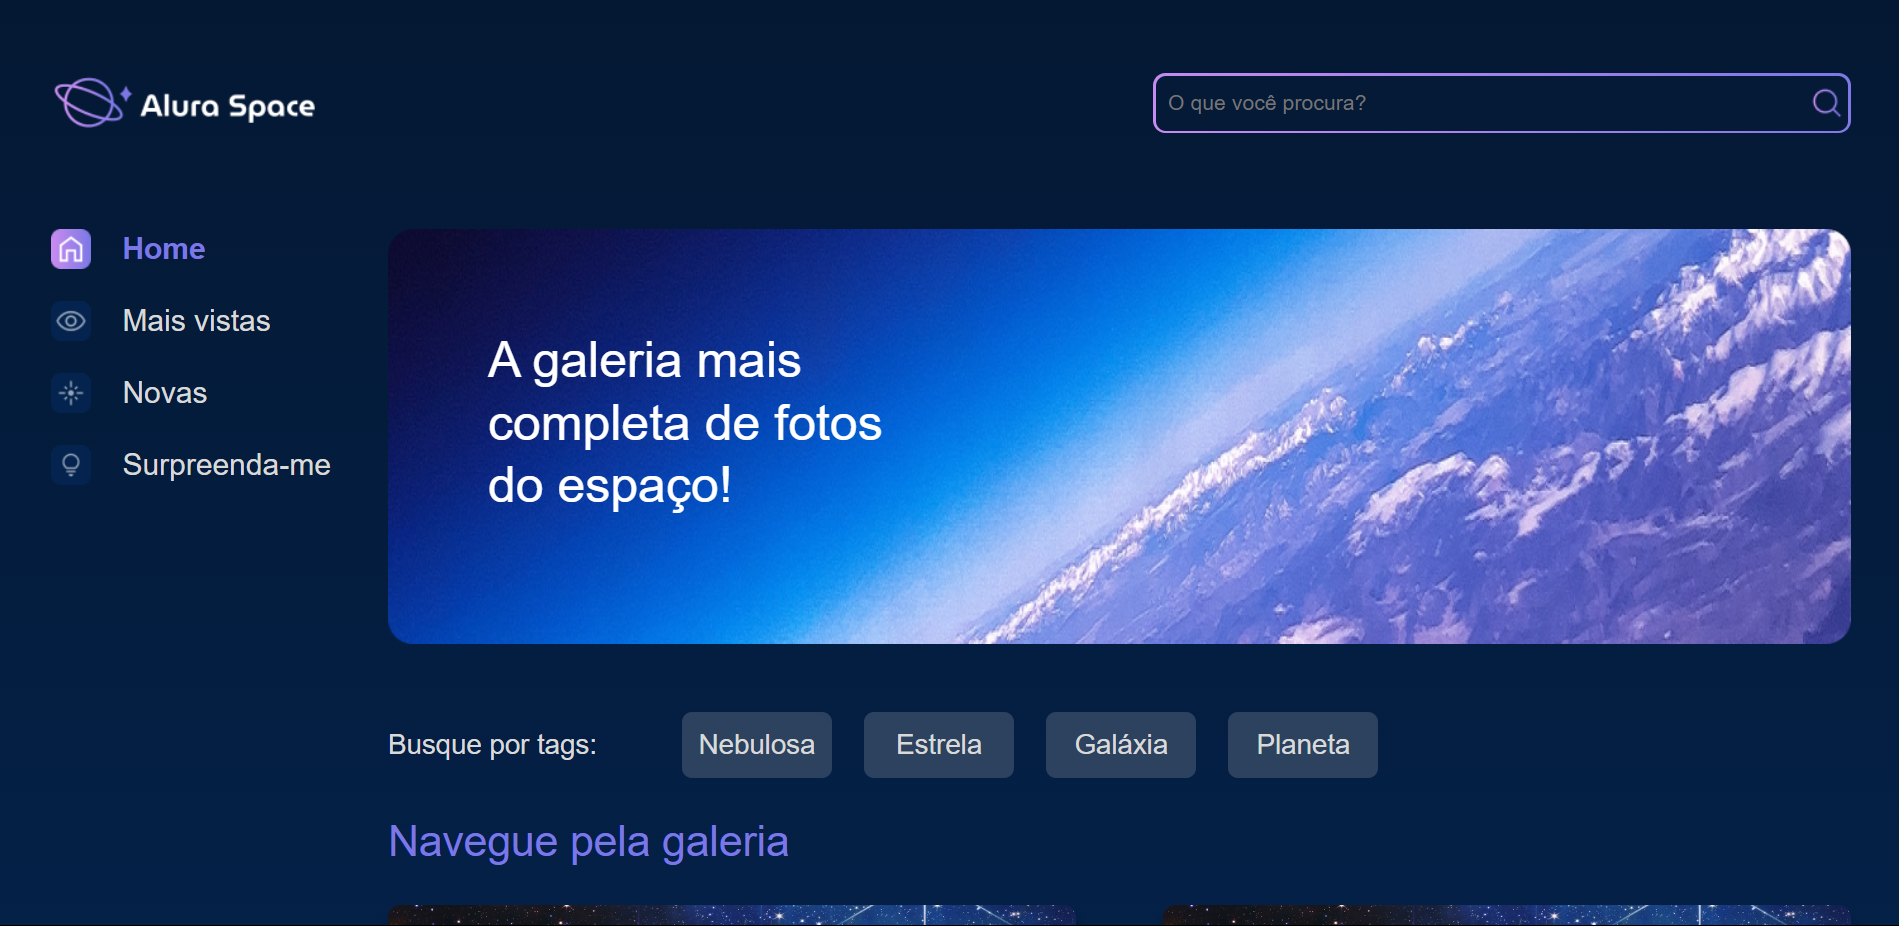 Alura Space
O que você procura?
Home
Mais vistas
Novas
Surpreenda-me
A galeria mais
completa de fotos
do espaço!
Busque por tags:
Nebulosa
Estrela
Galáxia
Planeta
Navegue pela galeria